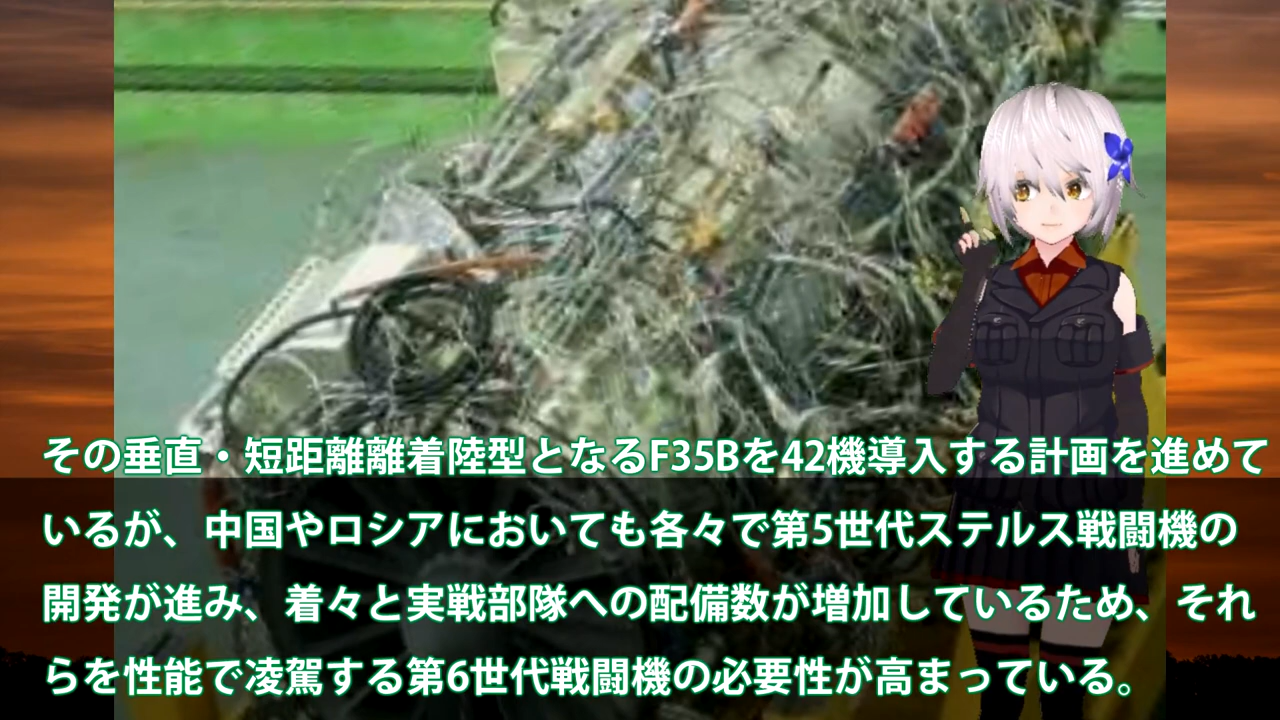 その垂直・短距離離着陸型となるF35Bを42機導入する計画を進めて
いるが、中国やロシアにおいても各々で第5世代ステルス戦闘機の
開発が進み、着々と実戦部隊への配備数が増加しているため、それ
らを性能で凌駕する第6世代戦闘機の必要性が高まっている。